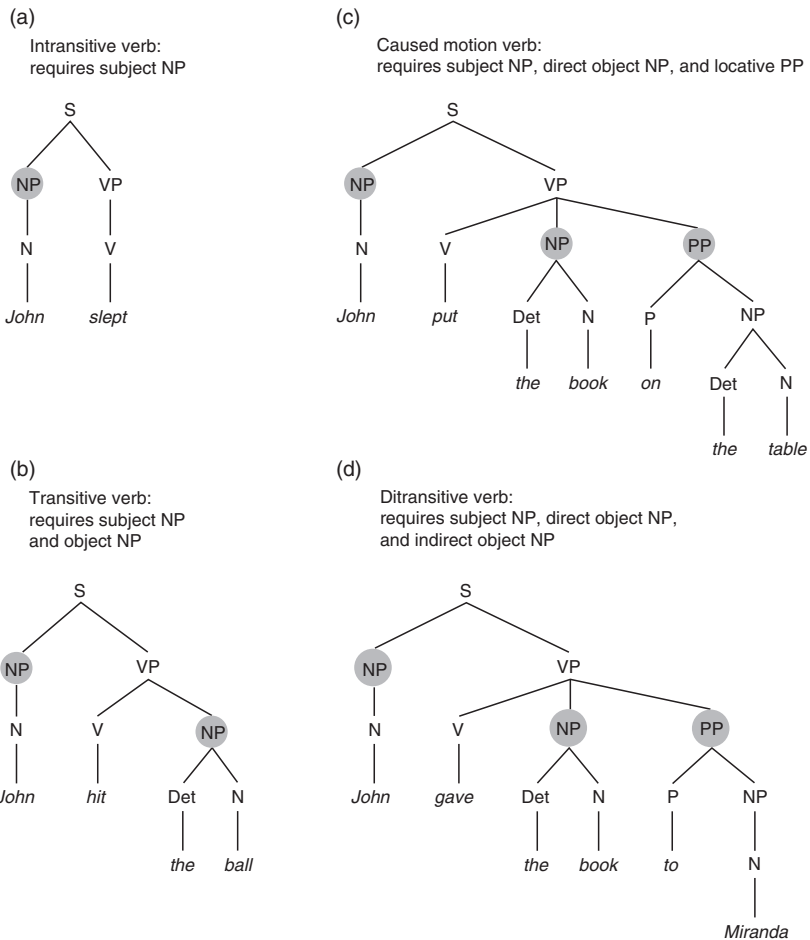 (a)
Intransitive verb:
requires subject NP
S
NP VP
N V
John slept
(c)
Caused motion verb:
requires subject NP, direct object NP, and locative PP
S
NP VP
N V NP PP
John put Det N P NP
the book on Det N
the table
(b)
Transitive verb:
requires subject NP
and object NP
S
NP VP
N V NP
John hit Det N
the ball
(d)
Ditransitive verb:
requires subject NP, direct object NP,
and indirect object NP
S
NP VP
N V NP PP
John gave Det N P NP
the book to N
Miranda